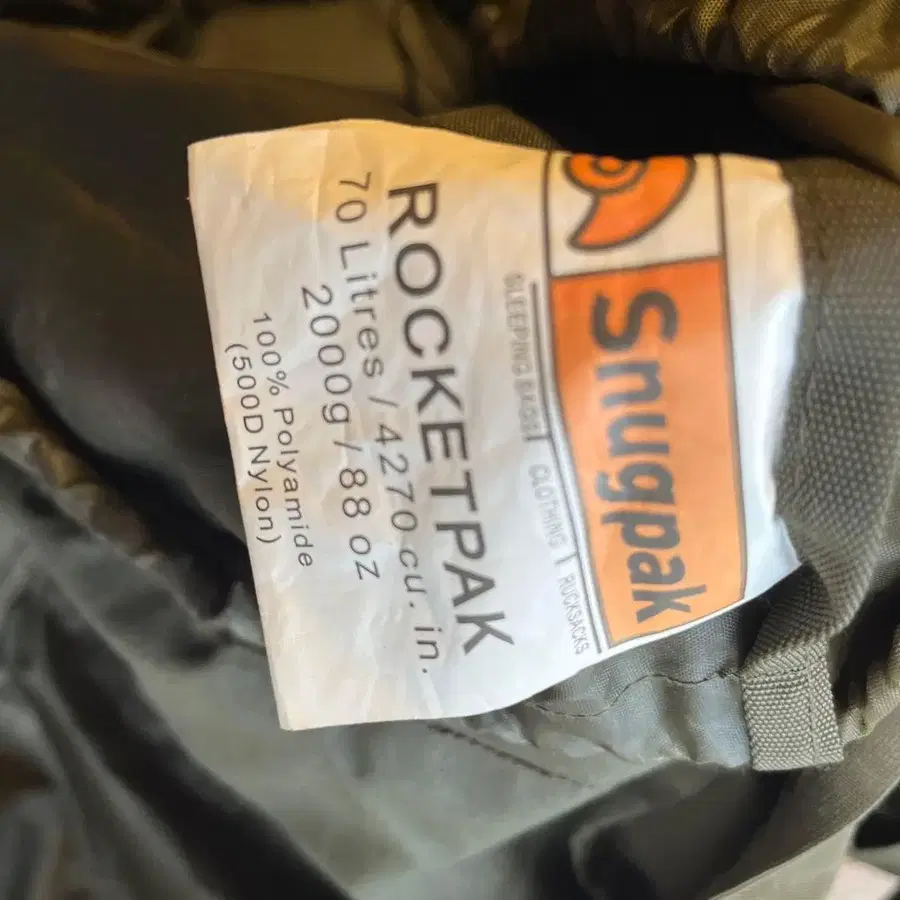 Snugpak
SLEEPING BAGS | CLOTHING | RUCKSACKS
ROCKETPAK
70 Litres / 4270 cu. in.
2000g / 88 oz
100% Polyamide
(500D Nylon)